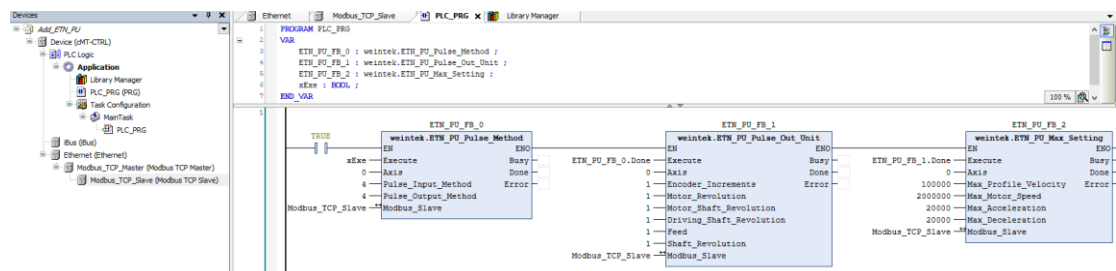 Devices
Add_ETN_PU
Device (cMT-CTRL)
PLC Logic
Application
Library Manager
PLC_PRG (PRG)
Task Configuration
MainTask
PLC_PRG
iBus (iBus)
Ethernet (Ethernet)
Modbus_TCP_Master (Modbus TCP Master)
Modbus_TCP_Slave (Modbus TCP Slave)
Ethernet Modbus_TCP_Slave PLC_PRG X Library Manager
1 PROGRAM PLC_PRG
2 VAR
3 ETN_PU_FB_0 : weintek.ETN_PU_Pulse_Method ;
4 ETN_PU_FB_1 : weintek.ETN_PU_Pulse_Out_Unit ;
5 ETN_PU_FB_2 : weintek.ETN_PU_Max_Setting ;
6 xExe : BOOL ;
7 END_VAR
100 %
1
TRUE
ETN_PU_FB_0
weintek.ETN_PU_Pulse_Method
EN ENO
xExe Execute Busy
0 Axis Done
4 Pulse_Input_Method Error
4 Pulse_Output_Method
Modbus_TCP_Slave Modbus_Slave
ETN_PU_FB_1
weintek.ETN_PU_Pulse_Out_Unit
EN ENO
ETN_PU_FB_0.Done Execute Busy
0 Axis Done
1 Encoder_Increments Error
1 Motor_Revolution
1 Motor_Shaft_Revolution
1 Driving_Shaft_Revolution
1 Feed
1 Shaft_Revolution
Modbus_TCP_Slave Modbus_Slave
ETN_PU_FB_2
weintek.ETN_PU_Max_Setting
EN ENO
ETN_PU_FB_1.Done Execute Busy
0 Axis Done
100000 Max_Profile_Velocity Error
2000000 Max_Motor_Speed
20000 Max_Acceleration
20000 Max_Deceleration
Modbus_TCP_Slave Modbus_Slave